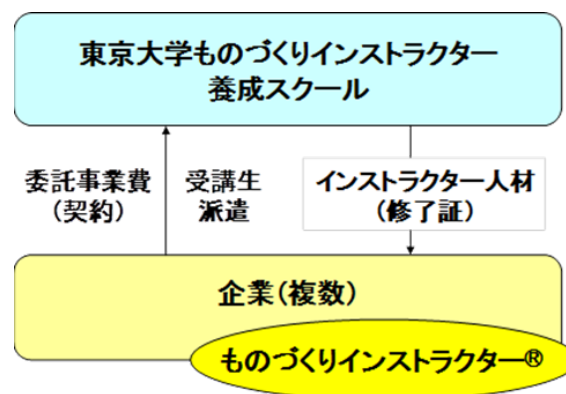 東京大学ものづくりインストラクター
養成スクール
委託事業費
(契約)
受講生
派遣
インストラクター人材
(修了証)
企業(複数)
ものづくりインストラクター®